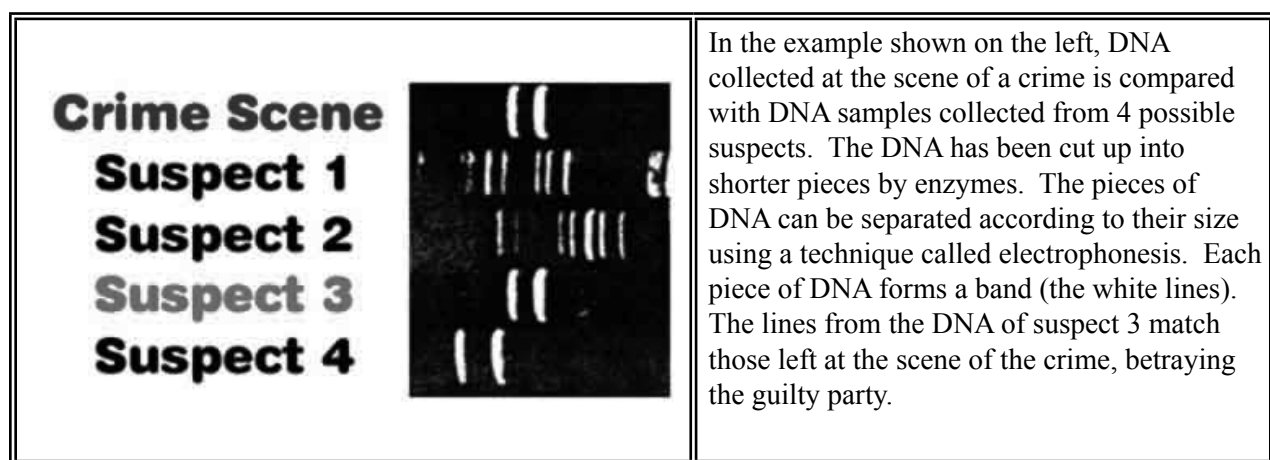 Crime Scene
Suspect 1
Suspect 2
Suspect 3
Suspect 4
In the example shown on the left, DNA
collected at the scene of a crime is compared
with DNA samples collected from 4 possible
suspects. The DNA has been cut up into
shorter pieces by enzymes. The pieces of
DNA can be separated according to their size
using a technique called electrophonesis. Each
piece of DNA forms a band (the white lines).
The lines from the DNA of suspect 3 match
those left at the scene of the crime, betraying
the guilty party.